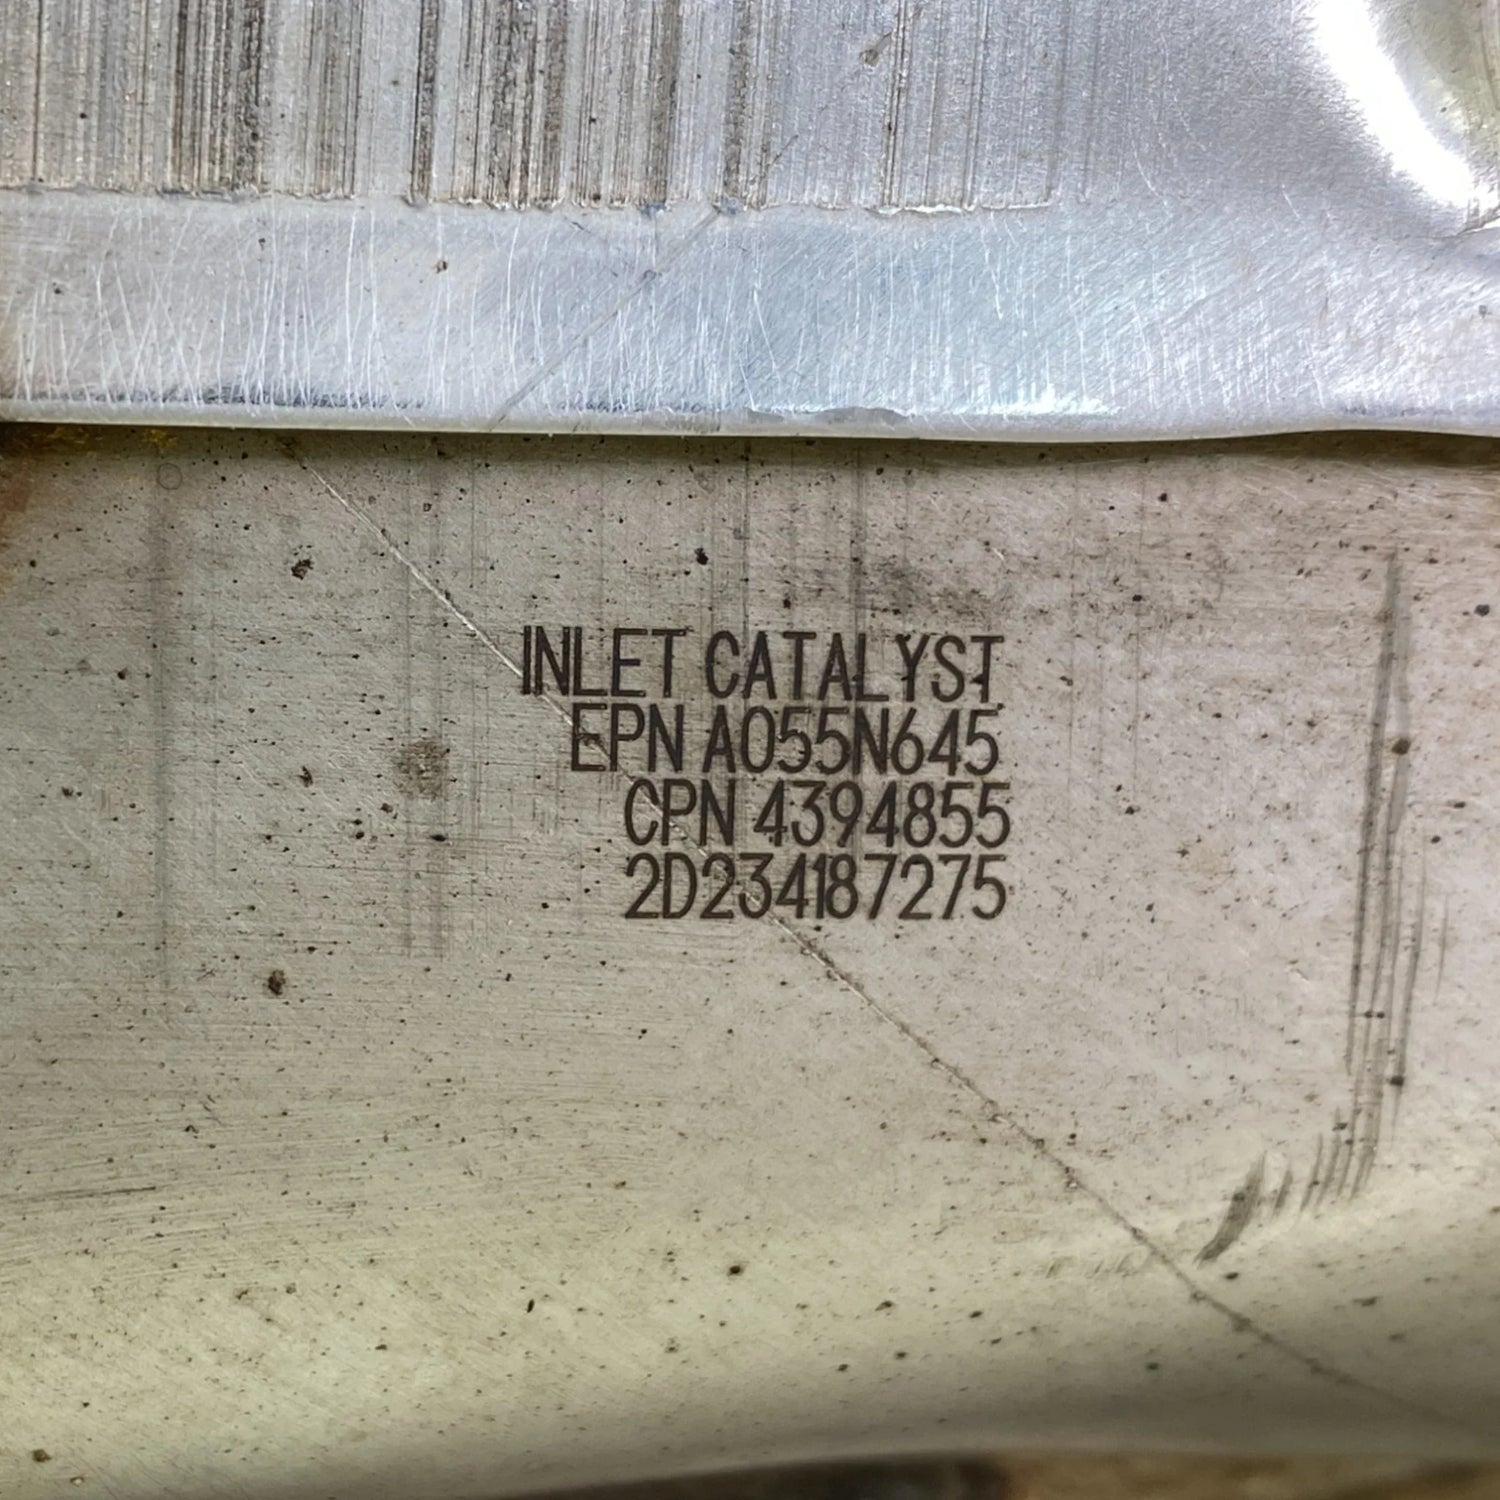 INLET CATALYST
EPN A055N645
CPN 4394855
2D234187275